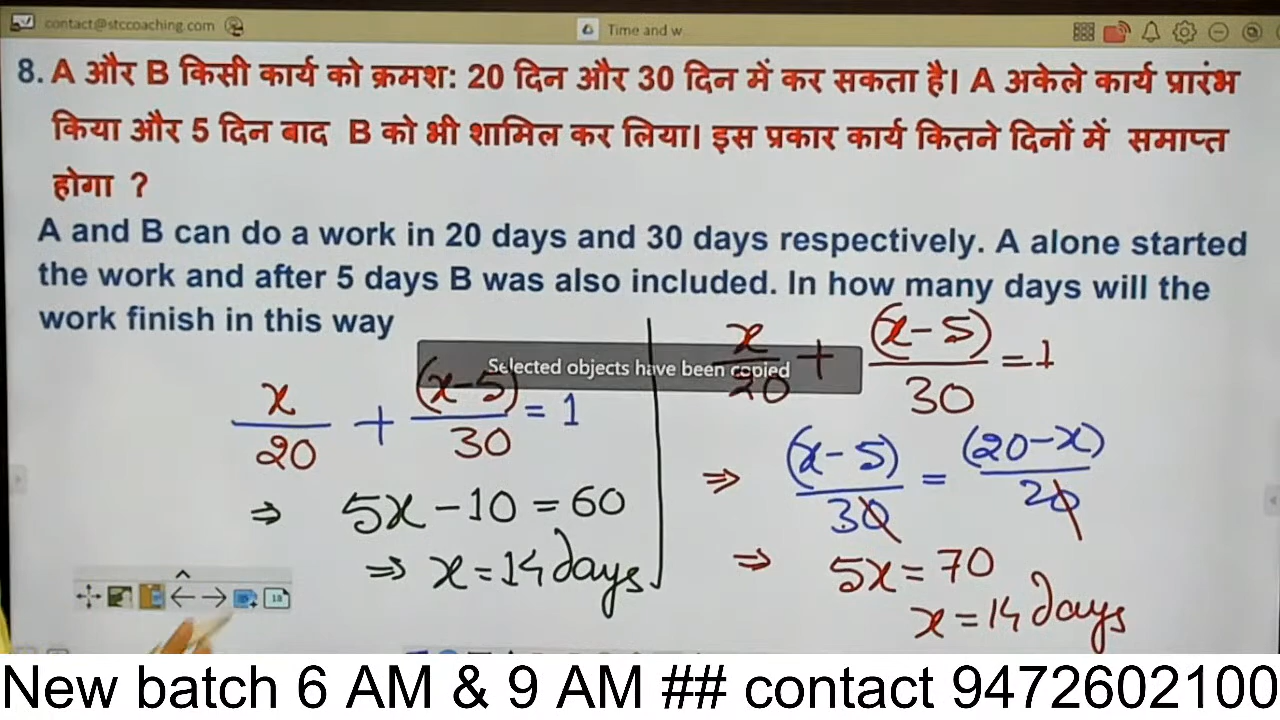 contact@stccoaching.com
Time and w
8. A और B किसी कार्य को क्रमश: 20 दिन और 30 दिन में कर सकता है। A अकेले कार्य प्रारंभ
किया और 5 दिन बाद B को भी शामिल कर लिया। इस प्रकार कार्य कितने दिनों में समाप्त
होगा ?
A and B can do a work in 20 days and 30 days respectively. A alone started
the work and after 5 days B was also included. In how many days will the
work finish in this way
Selected objects have been copied
x/20 + (x-5)/30 = 1
⇒ 5x - 10 = 60
⇒ x = 14 days
x/20 + (x-5)/30 = 1
⇒ (x-5)/30 = (20-x)/20
⇒ 5x = 70
x = 14 days
18
New batch 6 AM & 9 AM ## contact 9472602100